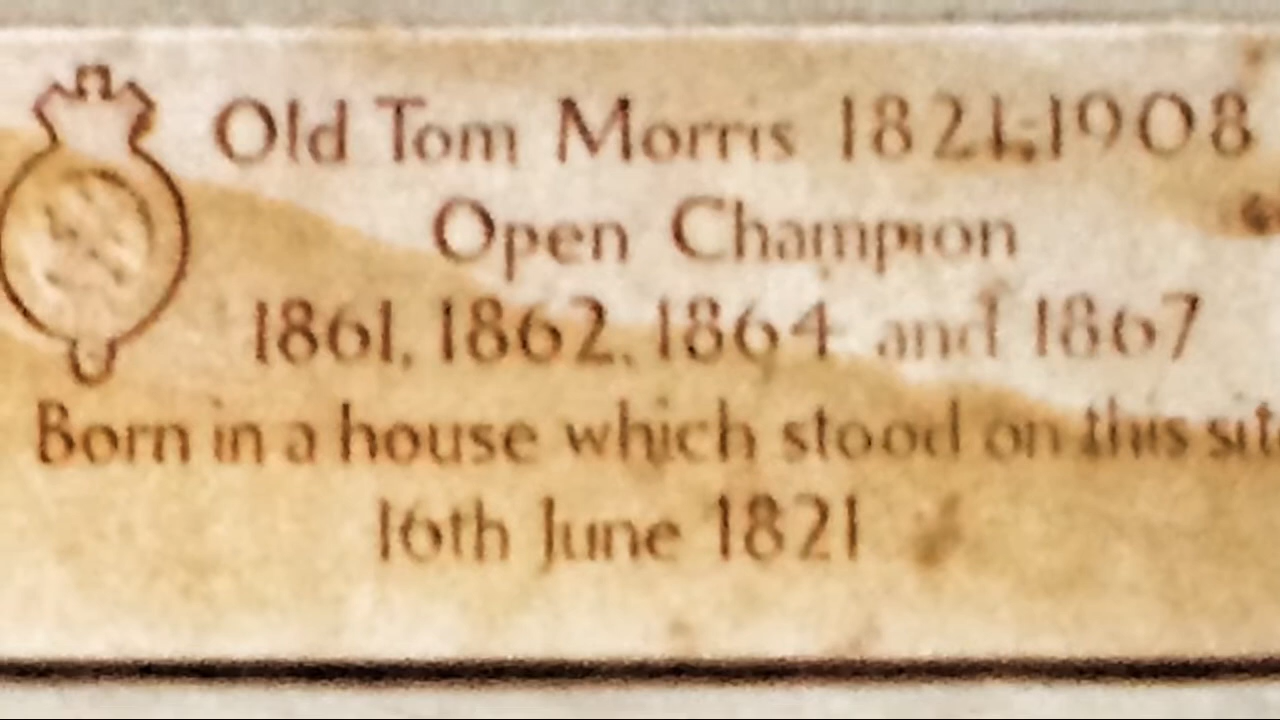 Old Tom Morris 1821-1908
Open Champion
1861, 1862, 1864 and 1867
Born in a house which stood on this site
16th June 1821